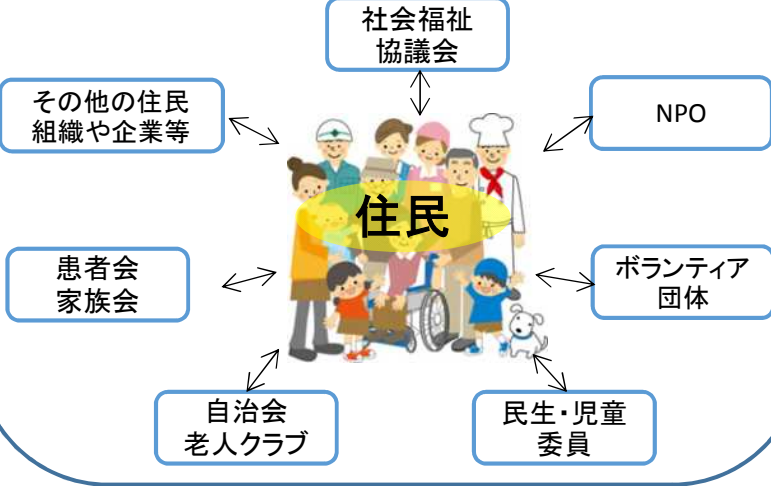 社会福祉
協議会
その他の住民
組織や企業等
NPO
住民
患者会
家族会
ボランティア
団体
自治会
老人クラブ
民生・児童
委員